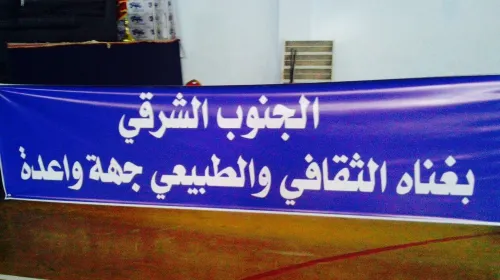 الجنوب الشرقي
بغناه الثقافي والطبيعي جهة واعدة